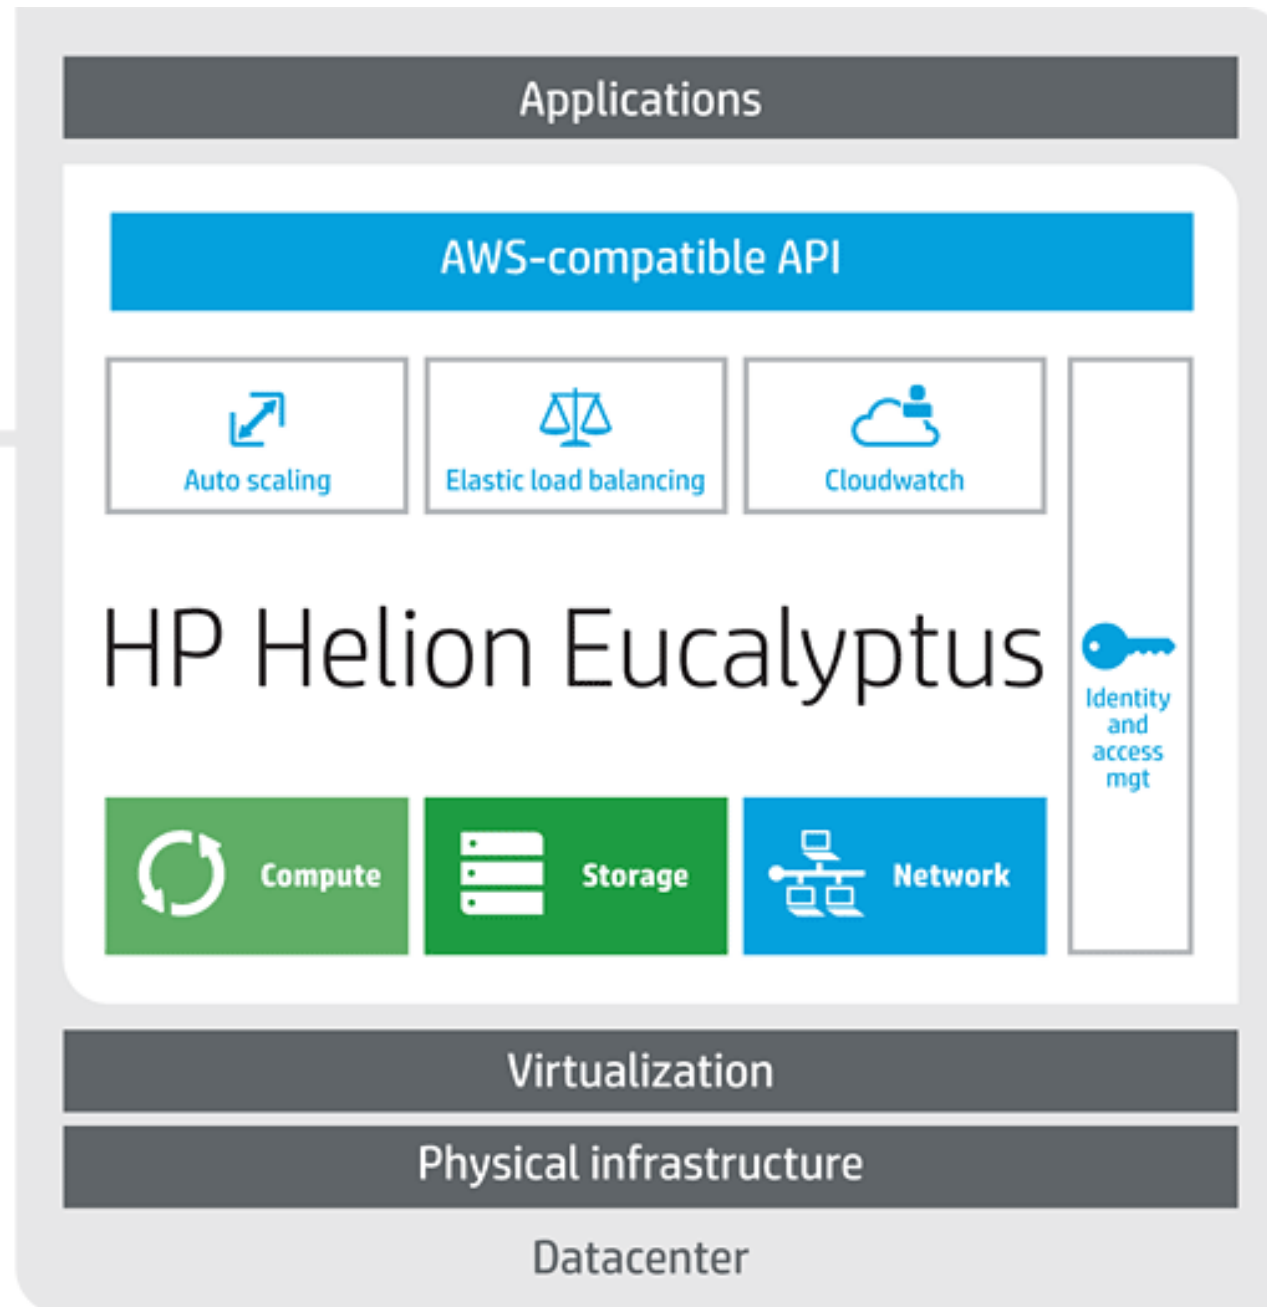 Applications
AWS-compatible API
Auto scaling
Elastic load balancing
Cloudwatch
HP Helion Eucalyptus
Identity
and
access
mgt
Compute
Storage
Network
Virtualization
Physical infrastructure
Datacenter